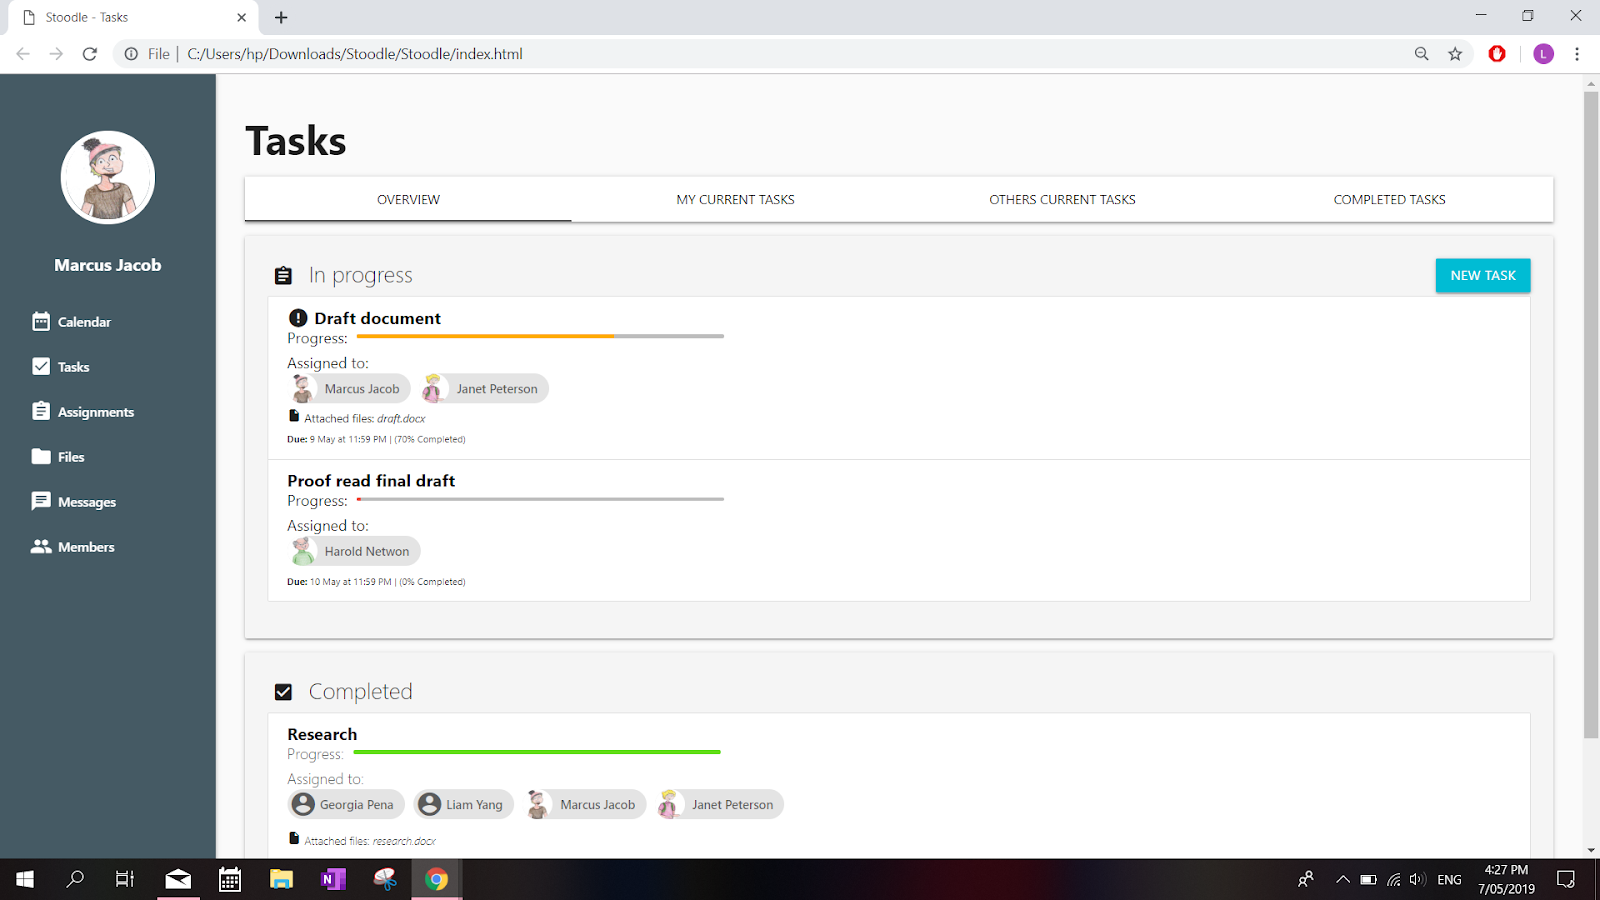 Stoodle - Tasks
File | C:/Users/hp/Downloads/Stoodle/Stoodle/index.html
L
Marcus Jacob
Calendar
Tasks
Assignments
Files
Messages
Members
Tasks
OVERVIEW MY CURRENT TASKS OTHERS CURRENT TASKS COMPLETED TASKS
In progress
NEW TASK
Draft document
Progress:
Assigned to:
Marcus Jacob Janet Peterson
Attached files: draft.docx
Due: 9 May at 11:59 PM | (70% Completed)
Proof read final draft
Progress:
Assigned to:
Harold Netwon
Due: 10 May at 11:59 PM | (0% Completed)
Completed
Research
Progress:
Assigned to:
Georgia Pena Liam Yang Marcus Jacob Janet Peterson
Attached files: research.docx
N
ENG
4:27 PM
7/05/2019